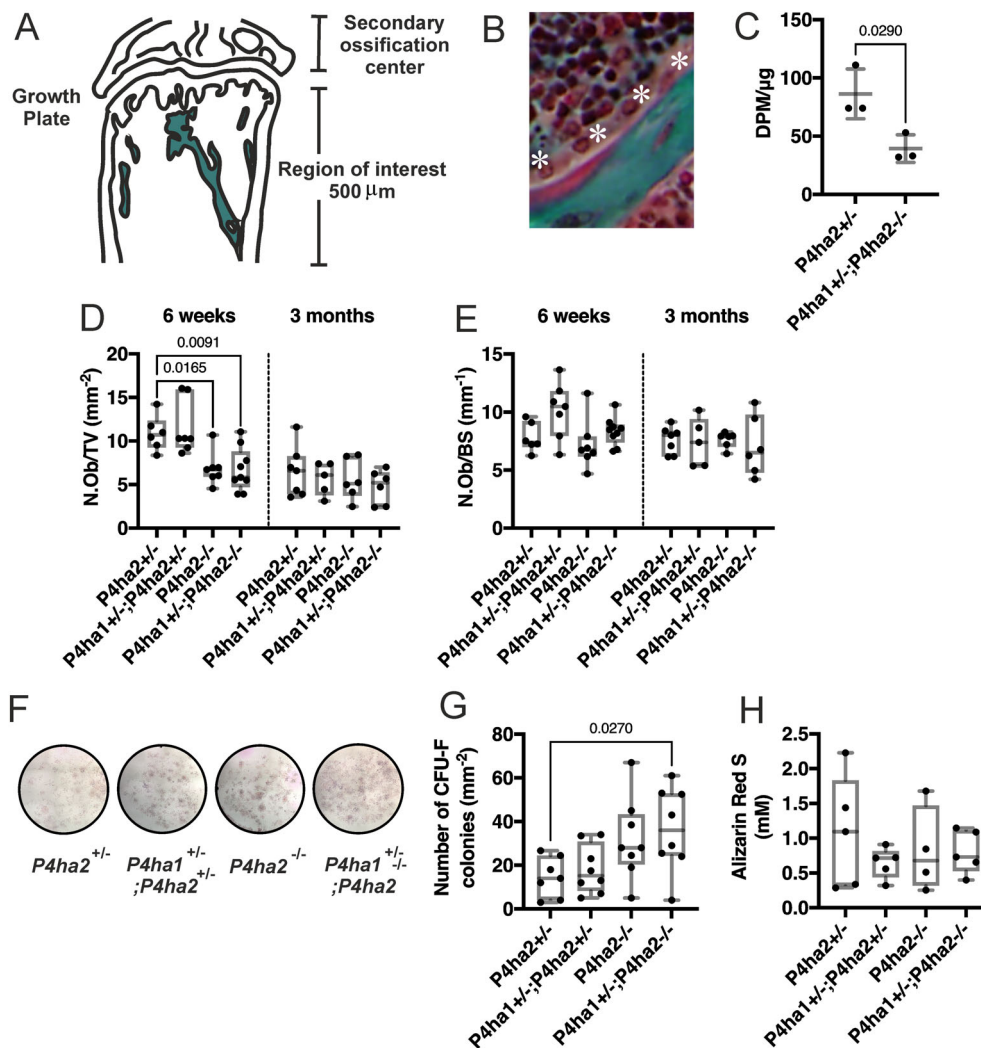 A
Secondary
ossification
center
Growth
Plate
Region of interest
500 μm
B
* * * *
C
0.0290
DPM/μg
150
100
50
0
P4ha2+/-
P4ha1+/-;P4ha2-/-
D
6 weeks
3 months
0.0091
0.0165
N.Ob/TV (mm⁻²)
20
15
10
5
0
P4ha2+/-
P4ha1+/-;P4ha2+/-
P4ha2-/-
P4ha1+/-;P4ha2-/-
P4ha2+/-
P4ha1+/-;P4ha2+/-
P4ha2-/-
P4ha1+/-;P4ha2-/-
E
6 weeks
3 months
N.Ob/BS (mm⁻¹)
15
10
5
0
P4ha2+/-
P4ha1+/-;P4ha2+/-
P4ha2-/-
P4ha1+/-;P4ha2-/-
P4ha2+/-
P4ha1+/-;P4ha2+/-
P4ha2-/-
P4ha1+/-;P4ha2-/-
F
P4ha2+/-
P4ha1+/-
;P4ha2+/-
P4ha2-/-
P4ha1+/-
;P4ha2-/-
G
0.0270
Number of CFU-F
colonies (mm⁻²)
80
60
40
20
0
P4ha2+/-
P4ha1+/-;P4ha2+/-
P4ha2-/-
P4ha1+/-;P4ha2-/-
H
Alizarin Red S
(mM)
2.5
2.0
1.5
1.0
0.5
0.0
P4ha2+/-
P4ha1+/-;P4ha2+/-
P4ha2-/-
P4ha1+/-;P4ha2-/-